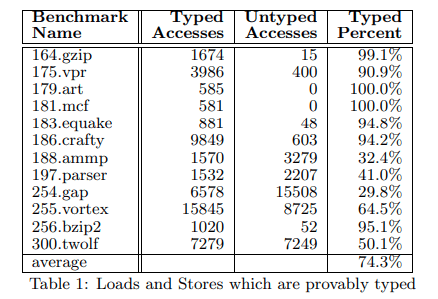 Benchmark Name Typed Accesses Untyped Accesses Typed Percent
164.gzip 1674 15 99.1%
175.vpr 3986 400 90.9%
179.art 585 0 100.0%
181.mcf 581 0 100.0%
183.equake 881 48 94.8%
186.crafty 9849 603 94.2%
188.ammp 1570 3279 32.4%
197.parser 1532 2207 41.0%
254.gap 6578 15508 29.8%
255.vortex 15845 8725 64.5%
256.bzip2 1020 52 95.1%
300.twolf 7279 7249 50.1%
average 74.3%
Table 1: Loads and Stores which are provably typed